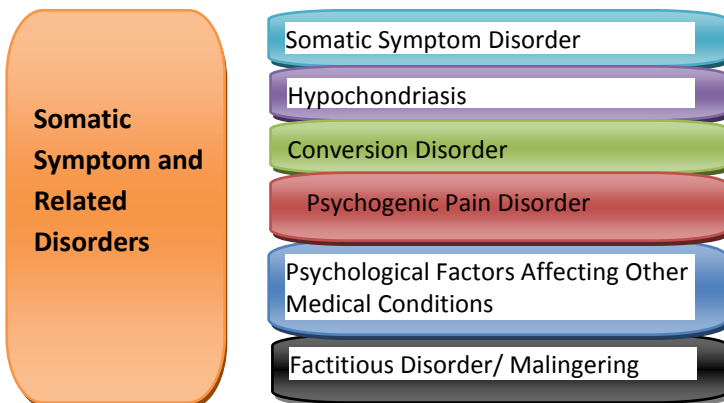 Somatic
Symptom and
Related
Disorders
Somatic Symptom Disorder
Hypochondriasis
Conversion Disorder
Psychogenic Pain Disorder
Psychological Factors Affecting Other
Medical Conditions
Factitious Disorder/ Malingering